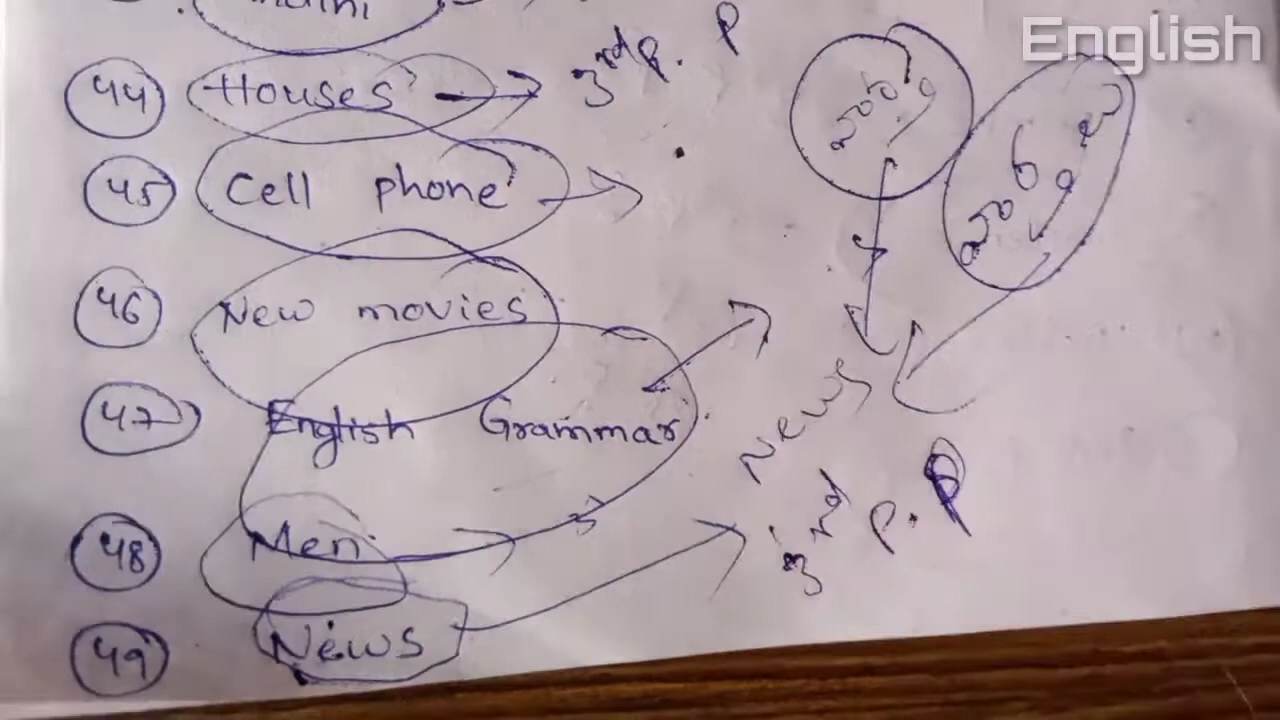 English
44 Houses 3rd p. P
45 Cell phone
46 New movies
47 English Grammar
News
48 Men 3rd p. P
49 News